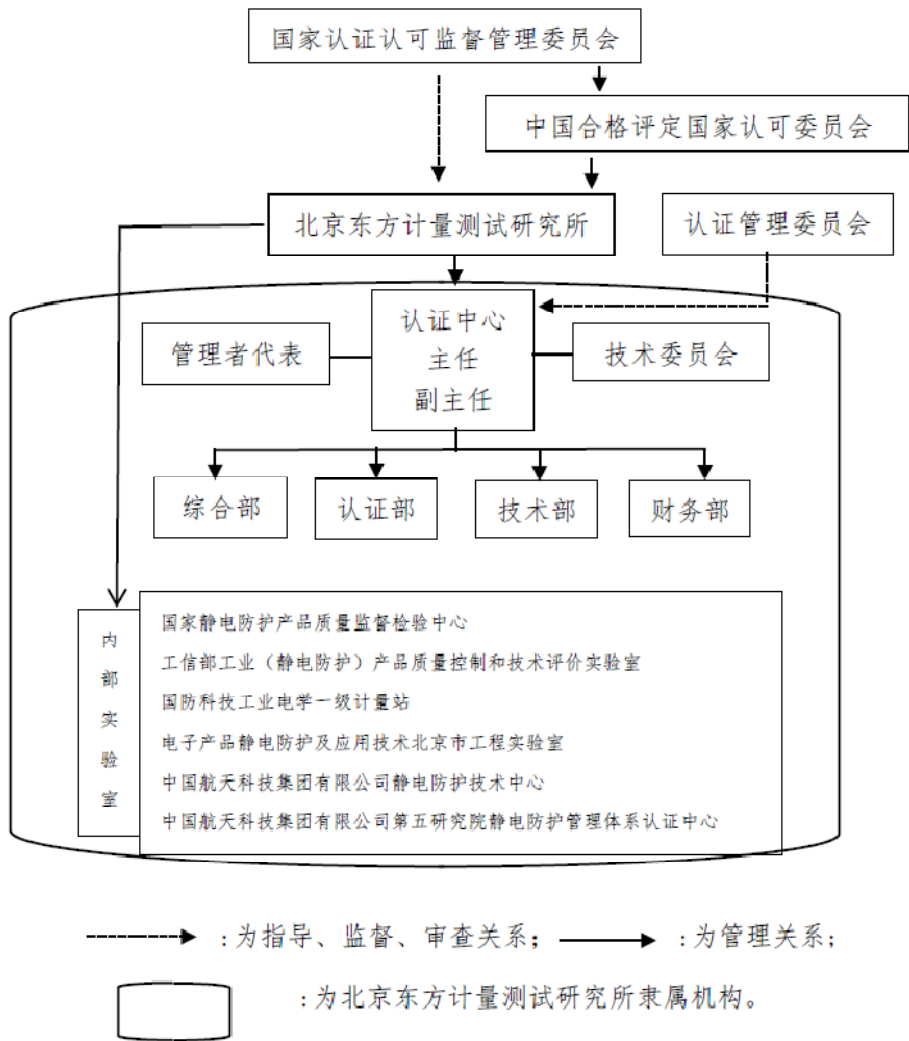 国家认证认可监督管理委员会
中国合格评定国家认可委员会
北京东方计量测试研究所
认证管理委员会
认证中心
主任
副主任
管理者代表
技术委员会
综合部
认证部
技术部
财务部
内部实验室
国家静电防护产品质量监督检验中心
工信部工业（静电防护）产品质量控制和技术评价实验室
国防科技工业电学一级计量站
电子产品静电防护及应用技术北京市工程实验室
中国航天科技集团有限公司静电防护技术中心
中国航天科技集团有限公司第五研究院静电防护管理体系认证中心
：为指导、监督、审查关系；
：为管理关系；
：为北京东方计量测试研究所隶属机构。